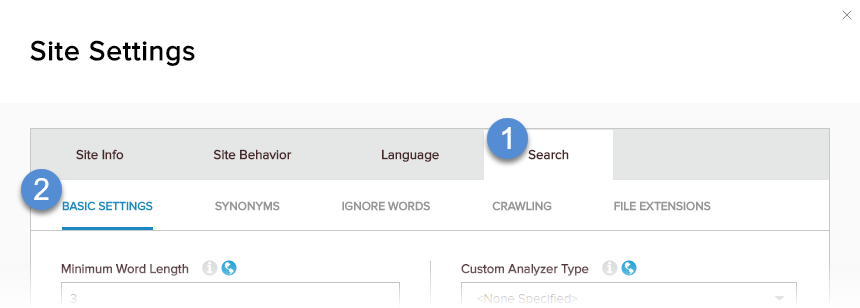 Site Settings
Site Info Site Behavior Language 1 Search
2 BASIC SETTINGS SYNONYMS IGNORE WORDS CRAWLING FILE EXTENSIONS
Minimum Word Length Custom Analyzer Type
3 <None Specified>